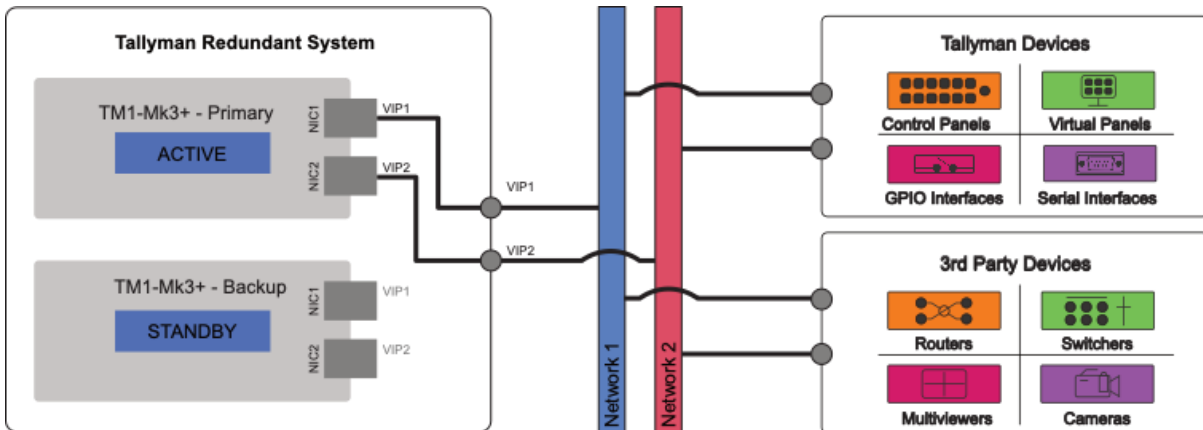 Tallyman Redundant System
TM1-Mk3+ - Primary
ACTIVE
NIC1
VIP1
NIC2
VIP2
VIP1
VIP2
TM1-Mk3+ - Backup
STANDBY
NIC1
VIP1
NIC2
VIP2
Network 1
Network 2
Tallyman Devices
Control Panels
Virtual Panels
GPIO Interfaces
Serial Interfaces
3rd Party Devices
Routers
Switchers
Multiviewers
Cameras